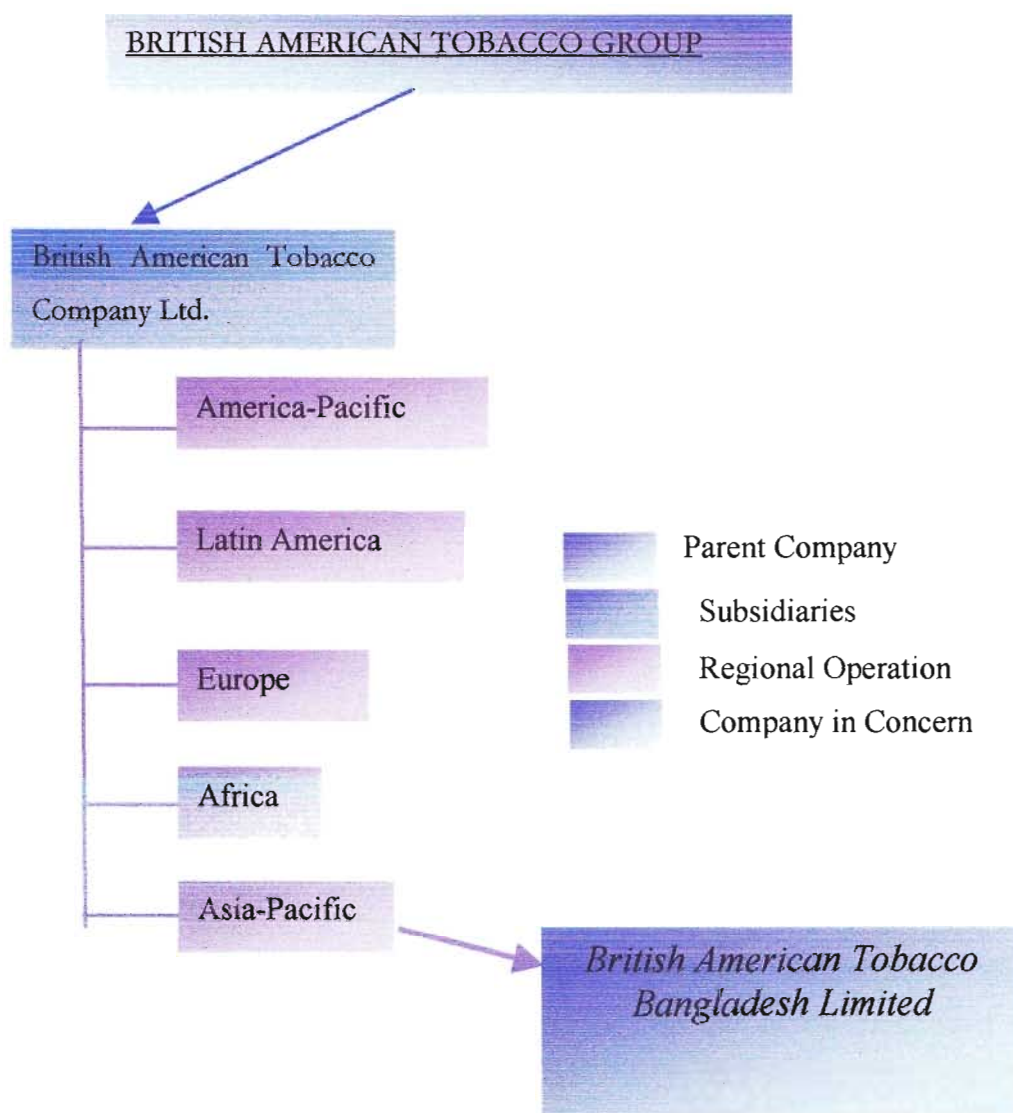 BRITISH AMERICAN TOBACCO GROUP
British American Tobacco
Company Ltd.
America-Pacific
Latin America
Europe
Africa
Asia-Pacific
Parent Company
Subsidiaries
Regional Operation
Company in Concern
British American Tobacco
Bangladesh Limited